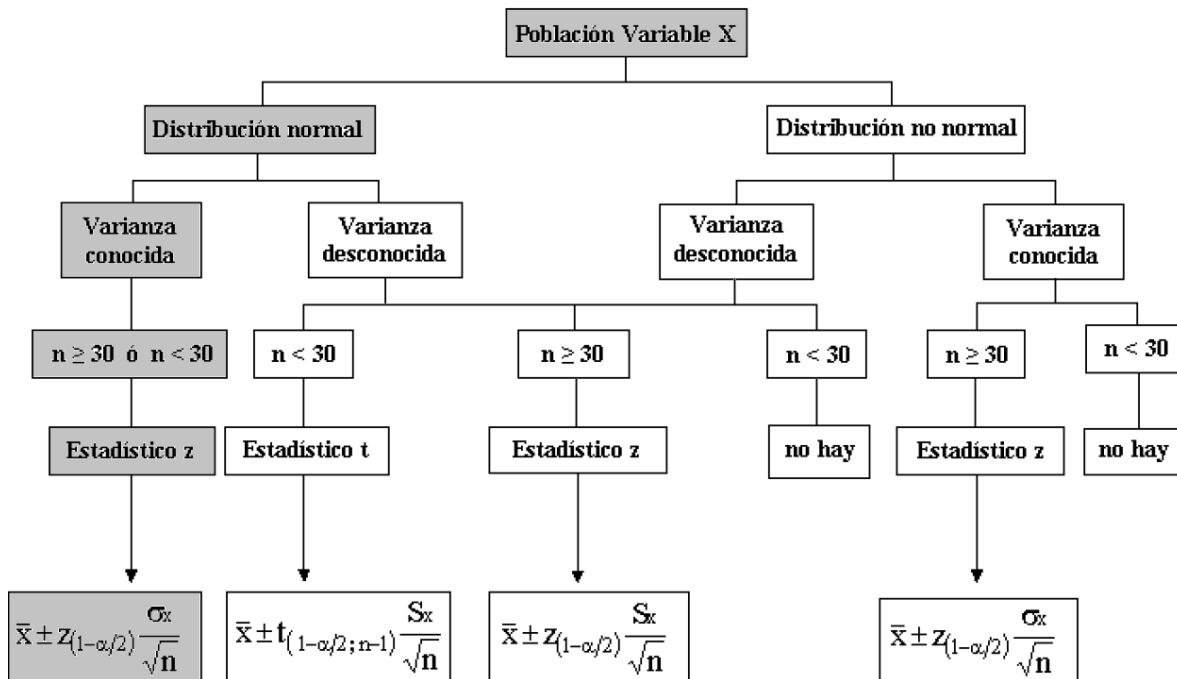 Población Variable X
Distribución normal
Distribución no normal
Varianza
conocida
Varianza
desconocida
Varianza
desconocida
Varianza
conocida
n ≥ 30 ó n < 30
n < 30
n ≥30
n < 30
n ≥30
n < 30
Estadístico z
Estadístico t
Estadístico z
no hay
Estadístico z
no hay
x̄ ± z(1−α/2) σx/√n
x̄ ± t(1−α/2; n−1) Sx/√n
x̄ ± z(1−α/2) Sx/√n
x̄ ± z(1−α/2) σx/√n